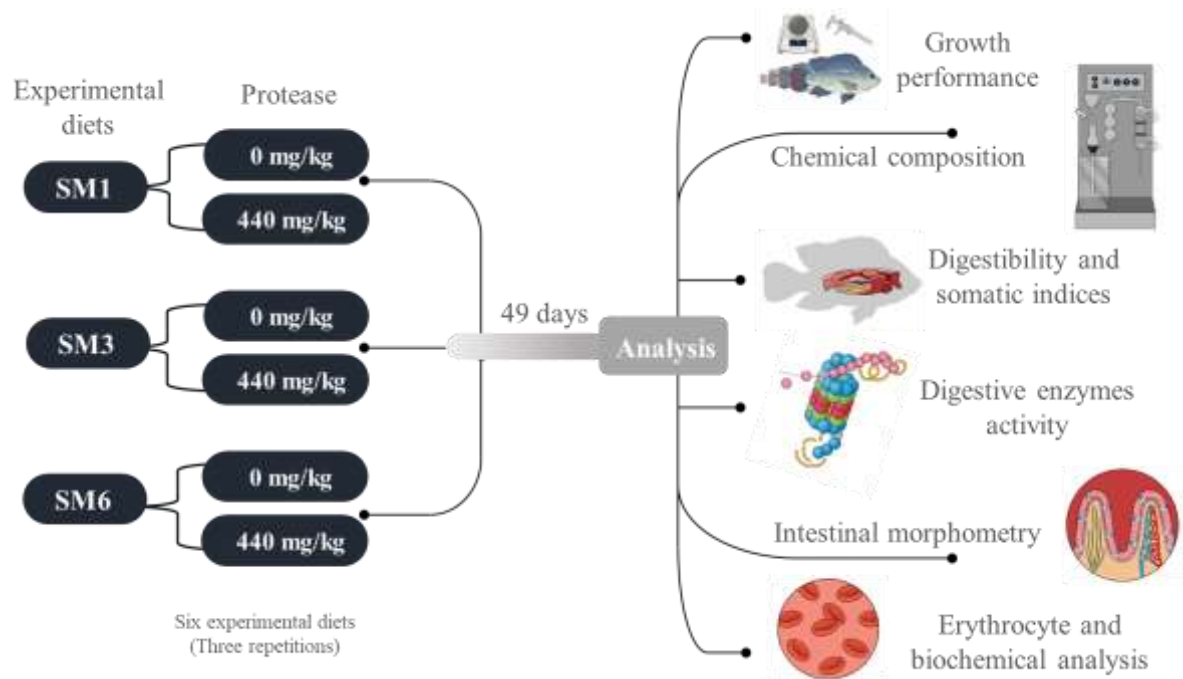 Experimental
diets
Protease
SM1
0 mg/kg
440 mg/kg
SM3
0 mg/kg
440 mg/kg
SM6
0 mg/kg
440 mg/kg
Six experimental diets
(Three repetitions)
49 days
Analysis
Growth
performance
Chemical composition
Digestibility and
somatic indices
Digestive enzymes
activity
Intestinal morphometry
Erythrocyte and
biochemical analysis